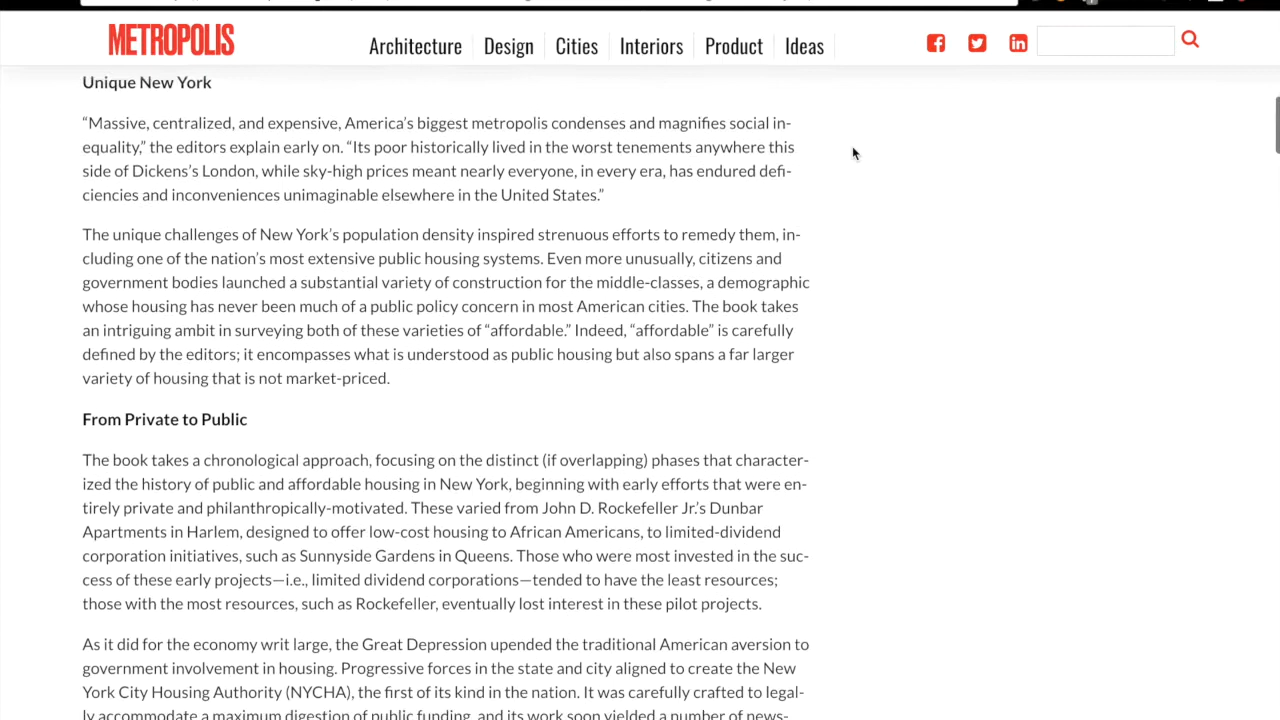 METROPOLIS
Architecture Design Cities Interiors Product Ideas
Unique New York
“Massive, centralized, and expensive, America’s biggest metropolis condenses and magnifies social in-
equality,” the editors explain early on. “Its poor historically lived in the worst tenements anywhere this
side of Dickens’s London, while sky-high prices meant nearly everyone, in every era, has endured defi-
ciencies and inconveniences unimaginable elsewhere in the United States.”
The unique challenges of New York’s population density inspired strenuous efforts to remedy them, in-
cluding one of the nation’s most extensive public housing systems. Even more unusually, citizens and
government bodies launched a substantial variety of construction for the middle-classes, a demographic
whose housing has never been much of a public policy concern in most American cities. The book takes
an intriguing ambit in surveying both of these varieties of “affordable.” Indeed, “affordable” is carefully
defined by the editors; it encompasses what is understood as public housing but also spans a far larger
variety of housing that is not market-priced.
From Private to Public
The book takes a chronological approach, focusing on the distinct (if overlapping) phases that character-
ized the history of public and affordable housing in New York, beginning with early efforts that were en-
tirely private and philanthropically-motivated. These varied from John D. Rockefeller Jr.’s Dunbar
Apartments in Harlem, designed to offer low-cost housing to African Americans, to limited-dividend
corporation initiatives, such as Sunnyside Gardens in Queens. Those who were most invested in the suc-
cess of these early projects—i.e., limited dividend corporations—tended to have the least resources;
those with the most resources, such as Rockefeller, eventually lost interest in these pilot projects.
As it did for the economy writ large, the Great Depression upended the traditional American aversion to
government involvement in housing. Progressive forces in the state and city aligned to create the New
York City Housing Authority (NYCHA), the first of its kind in the nation. It was carefully crafted to legal-
ly accommodate a maximum digestion of public funding, and its work soon yielded a number of news-